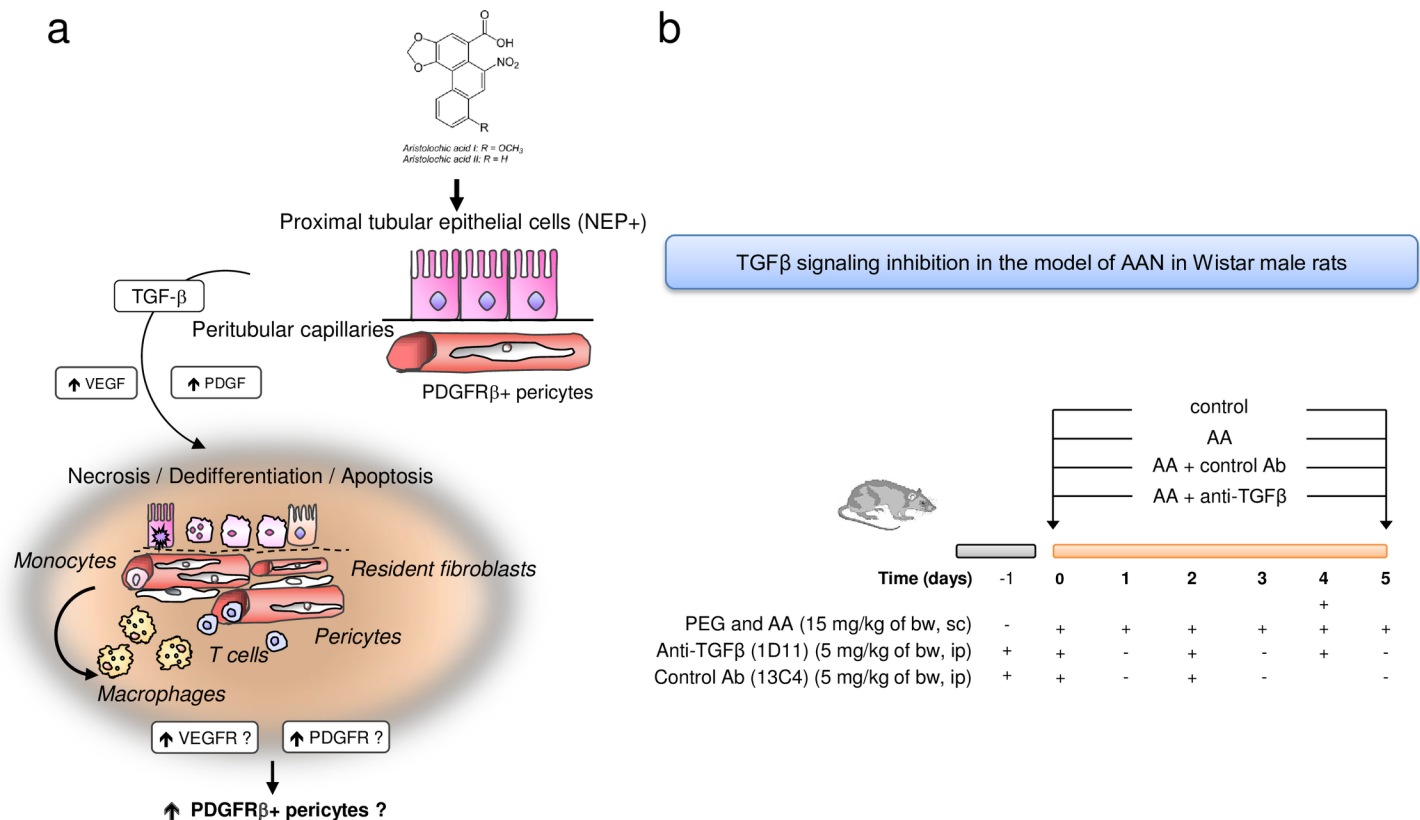 a
O
OH
O
O
NO2
R
Aristolochic acid I: R = OCH3
Aristolochic acid II: R = H
Proximal tubular epithelial cells (NEP+)
TGF-β
Peritubular capillaries
↑ VEGF
↑ PDGF
PDGFRβ+ pericytes
Necrosis / Dedifferentiation / Apoptosis
Monocytes
Resident fibroblasts
Pericytes
T cells
Macrophages
↑ VEGFR ?
↑ PDGFR ?
↑ PDGFRβ+ pericytes ?
b
TGFβ signaling inhibition in the model of AAN in Wistar male rats
control
AA
AA + control Ab
AA + anti-TGFβ
Time (days) -1 0 1 2 3 4 5
+
PEG and AA (15 mg/kg of bw, sc) - + + + + + +
Anti-TGFβ (1D11) (5 mg/kg of bw, ip) + + - + - + -
Control Ab (13C4) (5 mg/kg of bw, ip) + + - + - -